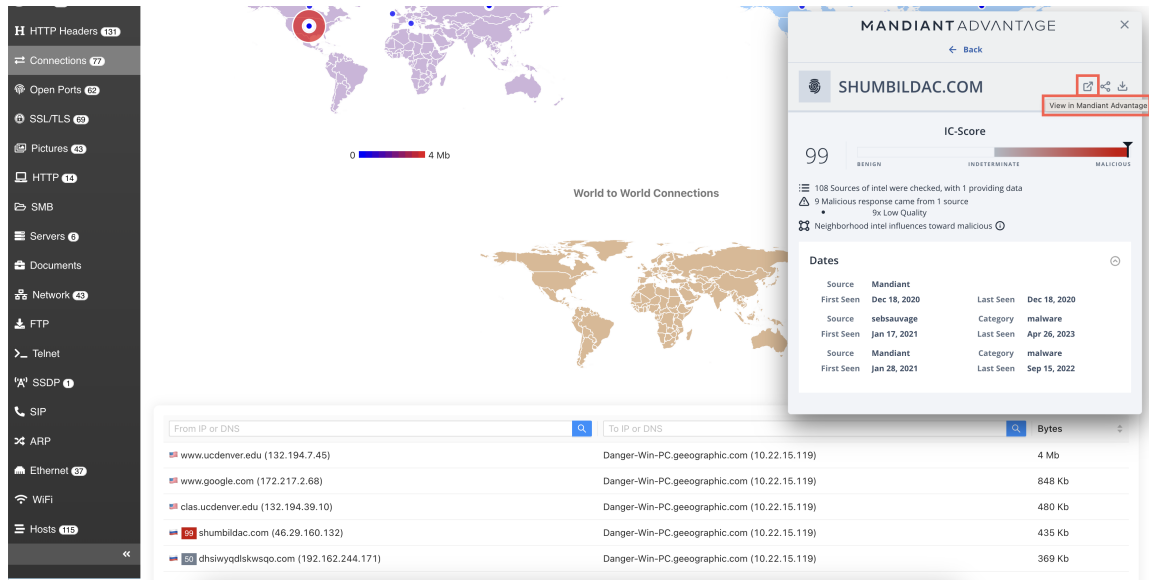 HTTP Headers 131
Connections 77
Open Ports 62
SSL/TLS 69
Pictures 43
HTTP 14
SMB
Servers 6
Documents
Network 43
FTP
Telnet
SSDP 1
SIP
ARP
Ethernet 37
WiFi
Hosts 115
«
0 4 Mb
World to World Connections
MANDIANT ADVANTAGE
← Back
SHUMBILDAC.COM
View in Mandiant Advantage
IC-Score
99
BENIGN INDETERMINATE MALICIOUS
108 Sources of intel were checked, with 1 providing data
9 Malicious response came from 1 source
• 9x Low Quality
Neighborhood intel influences toward malicious
Dates
Source Mandiant
First Seen Dec 18, 2020 Last Seen Dec 18, 2020
Source sebsauvage Category malware
First Seen Jan 17, 2021 Last Seen Apr 26, 2023
Source Mandiant Category malware
First Seen Jan 28, 2021 Last Seen Sep 15, 2022
From IP or DNS To IP or DNS Bytes
www.ucdenver.edu (132.194.7.45) Danger-Win-PC.geeographic.com (10.22.15.119) 4 Mb
www.google.com (172.217.2.68) Danger-Win-PC.geeographic.com (10.22.15.119) 848 Kb
clas.ucdenver.edu (132.194.39.10) Danger-Win-PC.geeographic.com (10.22.15.119) 480 Kb
99 shumbildac.com (46.29.160.132) Danger-Win-PC.geeographic.com (10.22.15.119) 435 Kb
50 dhsiwyqdlskwsqo.com (192.162.244.171) Danger-Win-PC.geeographic.com (10.22.15.119) 369 Kb